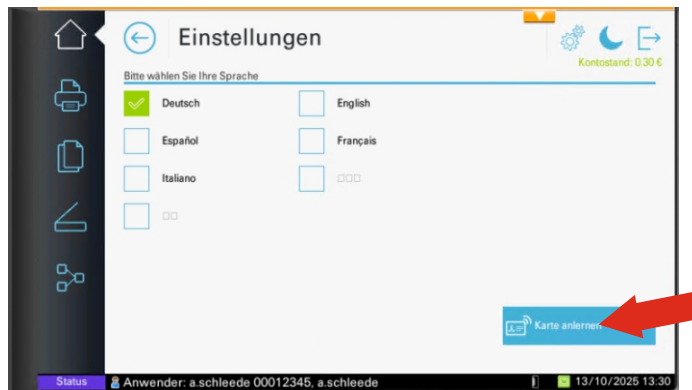 Einstellungen
Kontostand: 0,30 €
Bitte wählen Sie Ihre Sprache
Deutsch
English
Español
Français
Italiano
Karte anlernen
Status
Anwender: a.schleede 00012345, a.schleede
13/10/2025 13:30